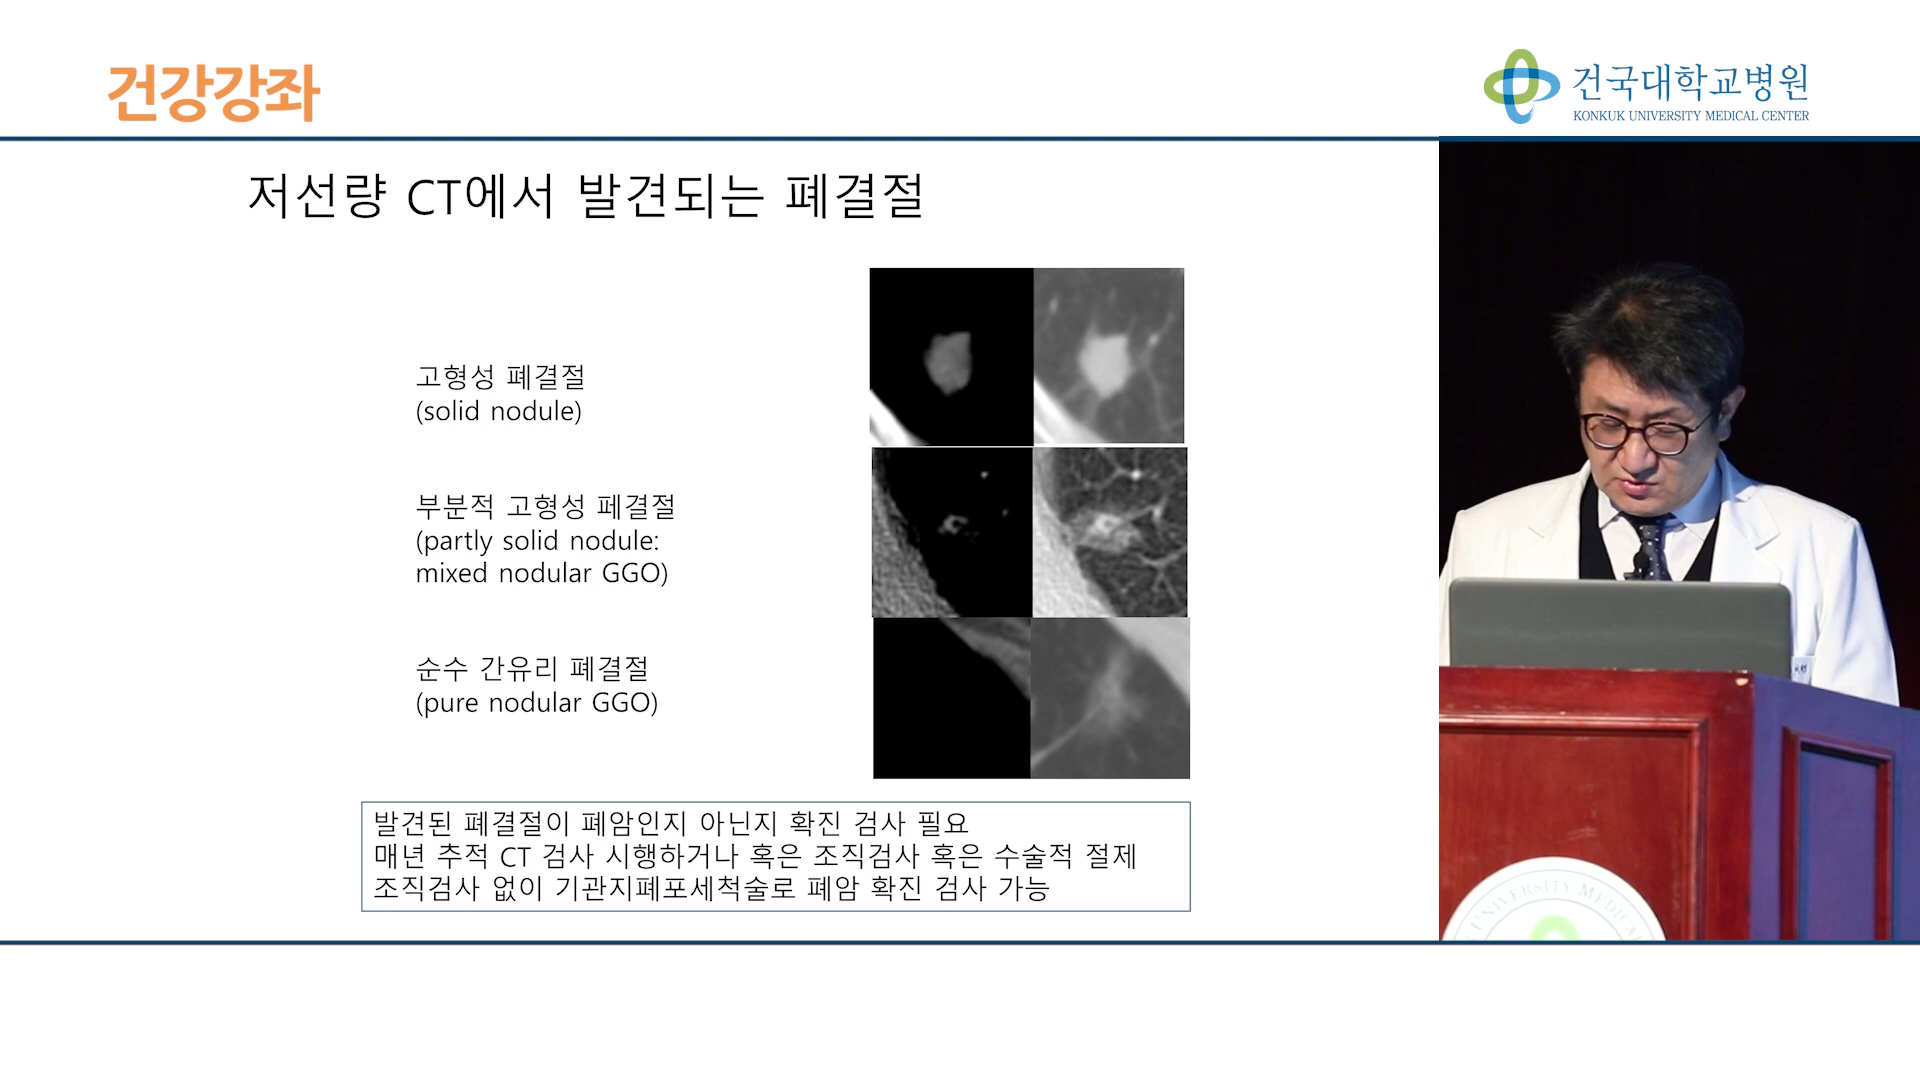 건강강좌
건국대학교병원
KONKUK UNIVERSITY MEDICAL CENTER
저선량 CT에서 발견되는 폐결절
고형성 폐결절
(solid nodule)
부분적 고형성 페결절
(partly solid nodule:
mixed nodular GGO)
순수 간유리 폐결절
(pure nodular GGO)
발견된 폐결절이 폐암인지 아닌지 확진 검사 필요
매년 추적 CT 검사 시행하거나 혹은 조직검사 혹은 수술적 절제
조직검사 없이 기관지폐포세척술로 폐암 확진 검사 가능
UNIVERSITY MEDICAL